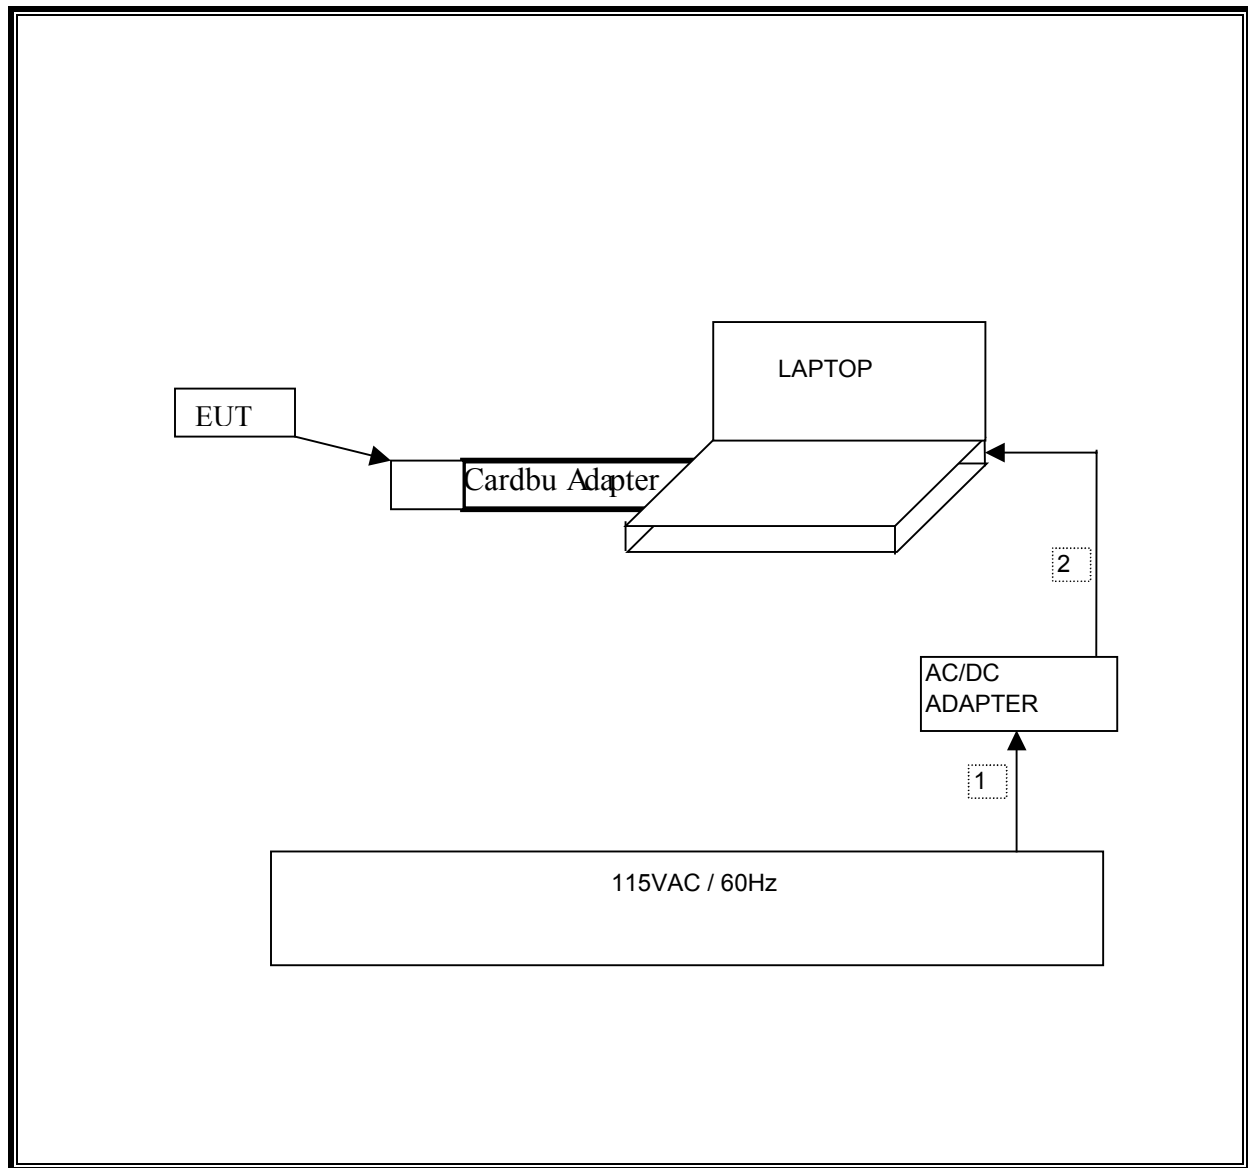 LAPTOP
EUT
Cardbu Adapter
2
AC/DC
ADAPTER
1
115VAC / 60Hz